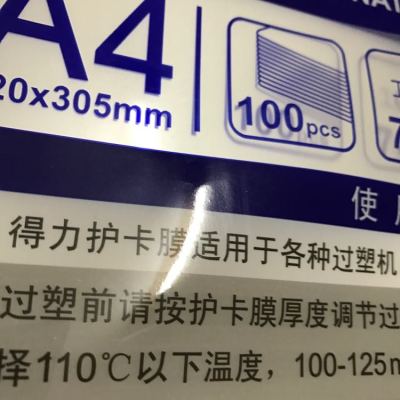 A4
20x305mm
100pcs
使
得力护卡膜适用于各种过塑机
过塑前请按护卡膜厚度调节过
择110℃以下温度，100-125m